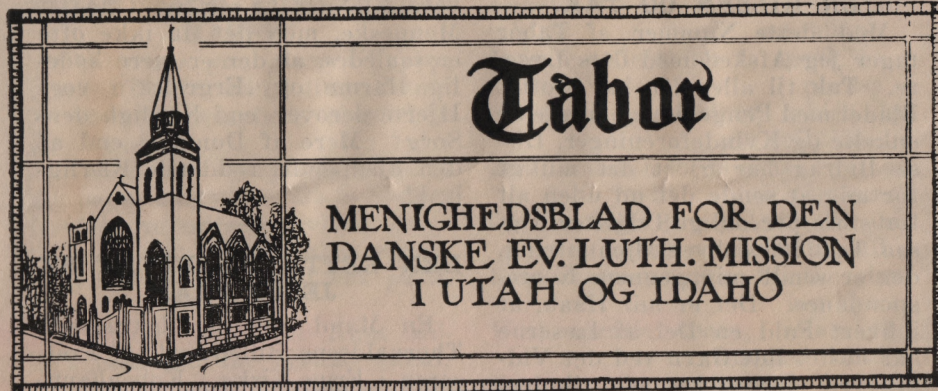 Tabor
MENIGHEDSBLAD FOR DEN
DANSKE EV. LUTH. MISSION
I UTAH OG IDAHO